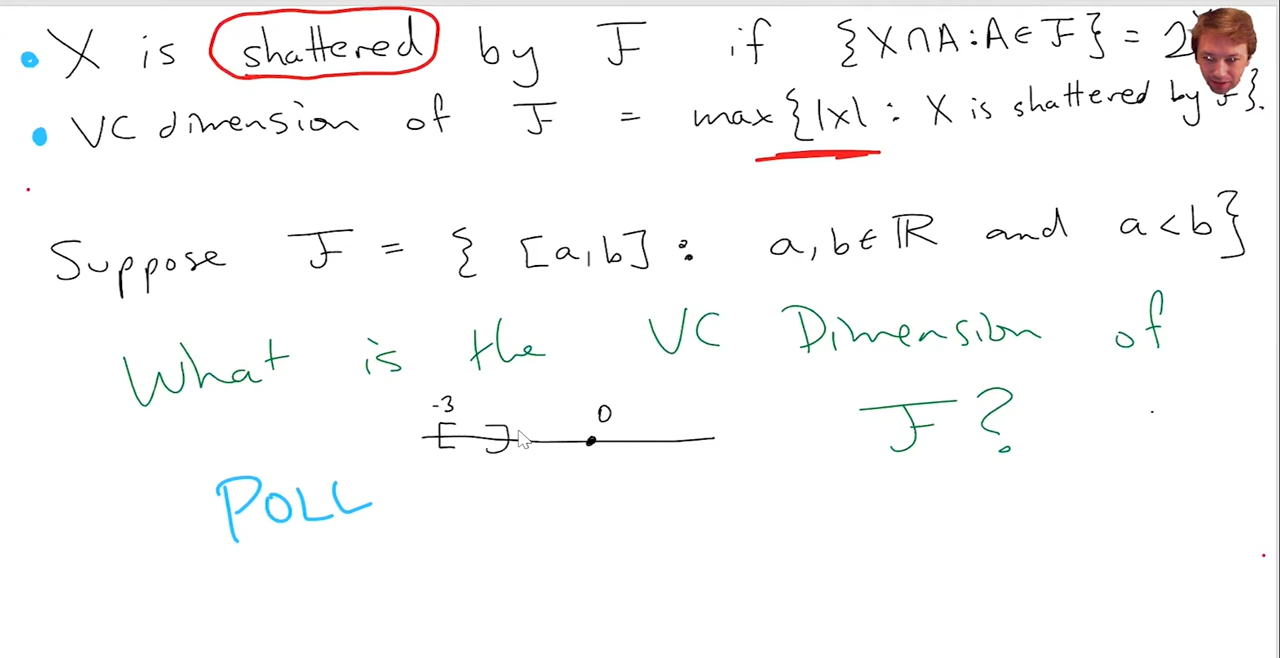 • X is shattered by F if {X∩A : A∈F} = 2
• VC dimension of F = max {|X| : X is shattered by F}.
Suppose F = { [a,b] : a,b∈ℝ and a<b}
What is the VC Dimension of
F?
-3 0
[ ]
POLL